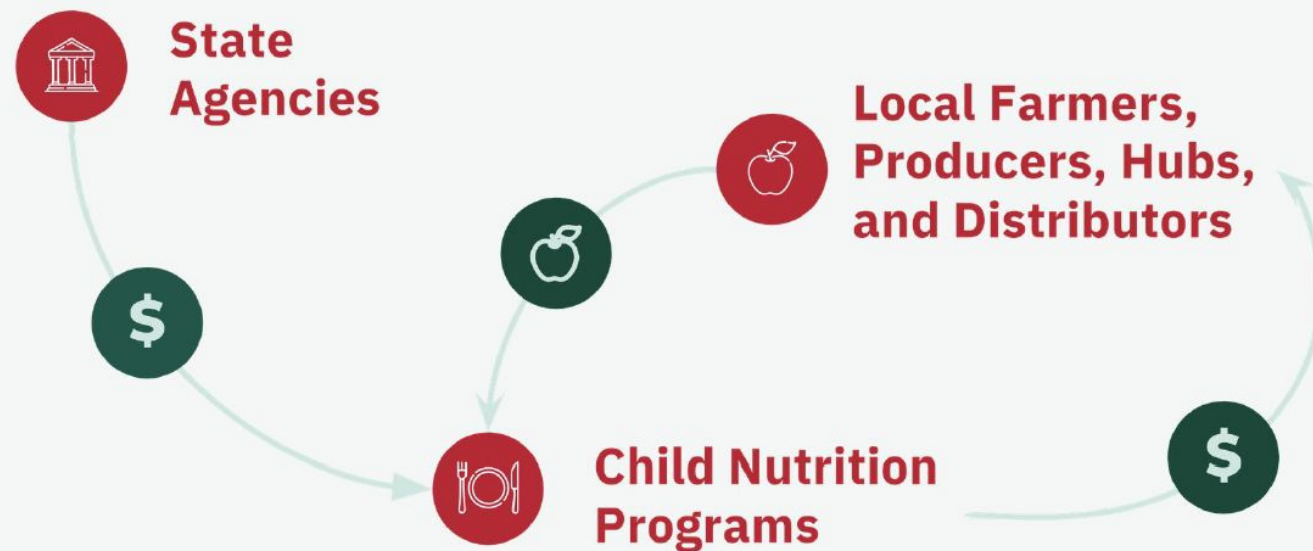 State
Agencies
Local Farmers,
Producers, Hubs,
and Distributors
$
Child Nutrition
Programs
$